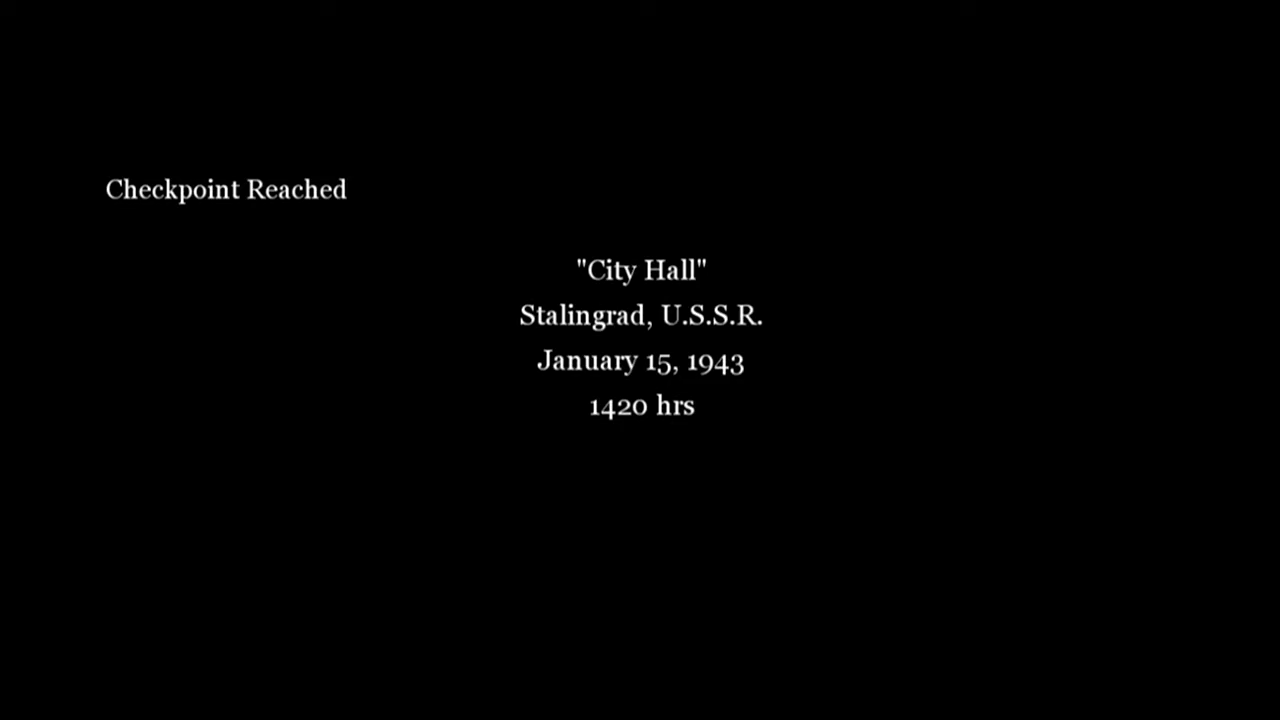 Checkpoint Reached
"City Hall"
Stalingrad, U.S.S.R.
January 15, 1943
1420 hrs